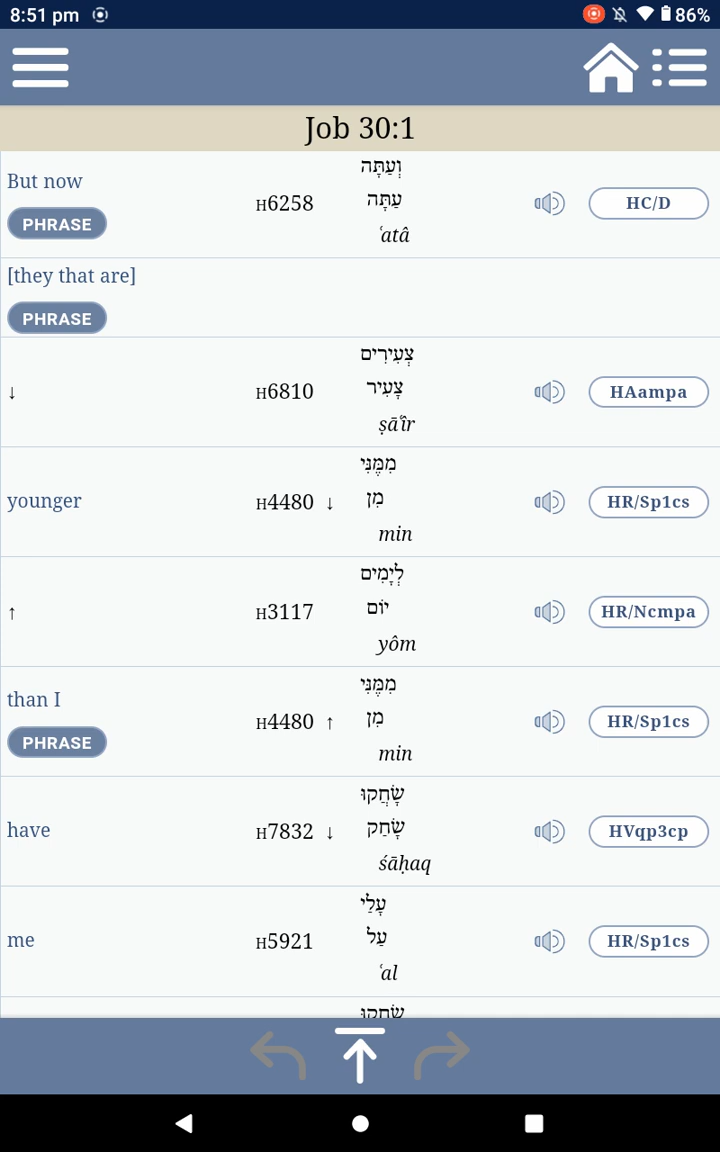 8:51 pm 86%
Job 30:1
But now
PHRASE
H6258
וְעַתָּה
עַתָּה
ʿatâ
HC/D
[they that are]
PHRASE
↓
H6810
צְעִירִים
צָעִיר
ṣāʿîr
HAampa
younger
H4480 ↓
מִמֶּנִּי
מִן
min
HR/Sp1cs
↑
H3117
לְיָמִים
יוֹם
yôm
HR/Ncmpa
than I
PHRASE
H4480 ↑
מִמֶּנִּי
מִן
min
HR/Sp1cs
have
H7832 ↓
שָׂחֲקוּ
שָׂחַק
śāḥaq
HVqp3cp
me
H5921
עָלַי
עַל
ʿal
HR/Sp1cs